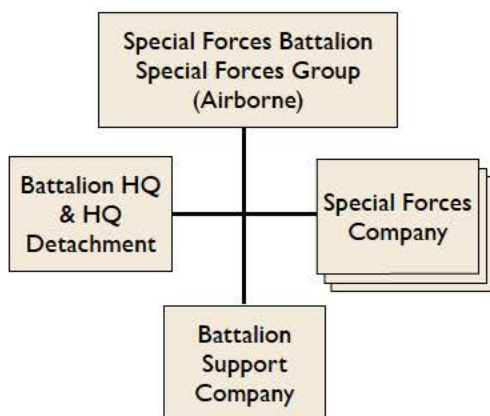 Special Forces Battalion
Special Forces Group
(Airborne)
Battalion HQ
& HQ
Detachment
Special Forces
Company
Battalion
Support
Company